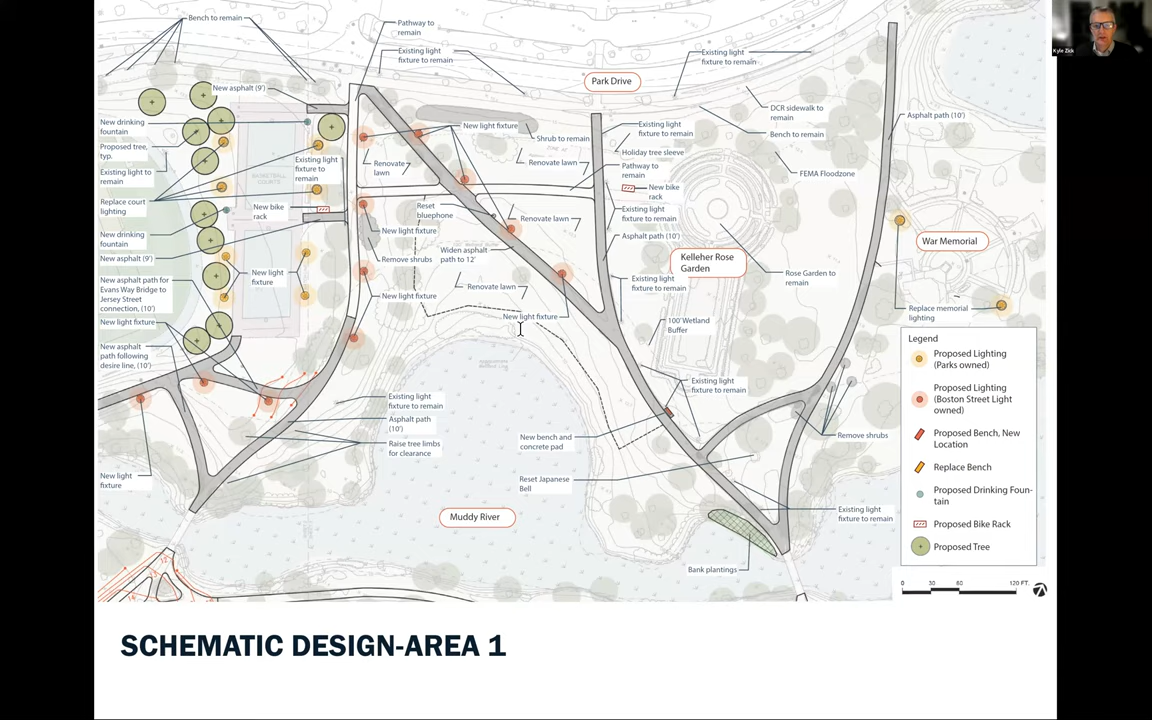 Bench to remain
Pathway to
remain
Existing light
fixture to remain
Existing light
fixture to remain
Park Drive
Kyle Zick
New asphalt (9')
New drinking
fountain
Proposed tree,
typ.
Existing light to
remain
Replace court
lighting
New drinking
fountain
New asphalt (9')
New asphalt path for
Evans Way Bridge to
Jersey Street
connection, (10')
New light fixture
New asphalt
path following
desire line, (10')
New light
fixture
BASKETBALL
COURTS
Existing light
fixture to
remain
New bike
rack
New light
fixture
Renovate
lawn
New light fixture
Shrub to remain
Renovate lawn
Reset
bluephone
New light fixture
Widen asphalt
path to 12'
Remove shrubs
Renovate lawn
Renovate lawn
New light fixture
New light fixture
Existing light
fixture to remain
Holiday tree sleeve
Pathway to
remain
New bike
rack
Existing light
fixture to remain
Asphalt path (10')
Existing light
fixture to remain
DCR sidewalk to
remain
Bench to remain
FEMA Floodzone
Asphalt path (10')
Kelleher Rose
Garden
Rose Garden to
remain
100' Wetland
Buffer
War Memorial
Replace memorial
lighting
Existing light
fixture to remain
Existing light
fixture to remain
Asphalt path
(10')
Raise tree limbs
for clearance
New bench and
concrete pad
Reset Japanese
Bell
Remove shrubs
Existing light
fixture to remain
Muddy River
Bank plantings
Legend
Proposed Lighting
(Parks owned)
Proposed Lighting
(Boston Street Light
owned)
Proposed Bench, New
Location
Replace Bench
Proposed Drinking Foun-
tain
Proposed Bike Rack
Proposed Tree
0 30 60 120 FT.
SCHEMATIC DESIGN-AREA 1